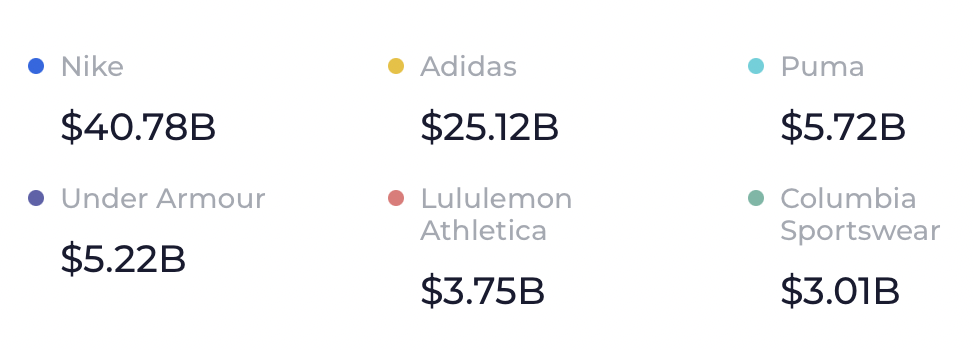 Nike
$40.78B
Adidas
$25.12B
Puma
$5.72B
Under Armour
$5.22B
Lululemon
Athletica
$3.75B
Columbia
Sportswear
$3.01B